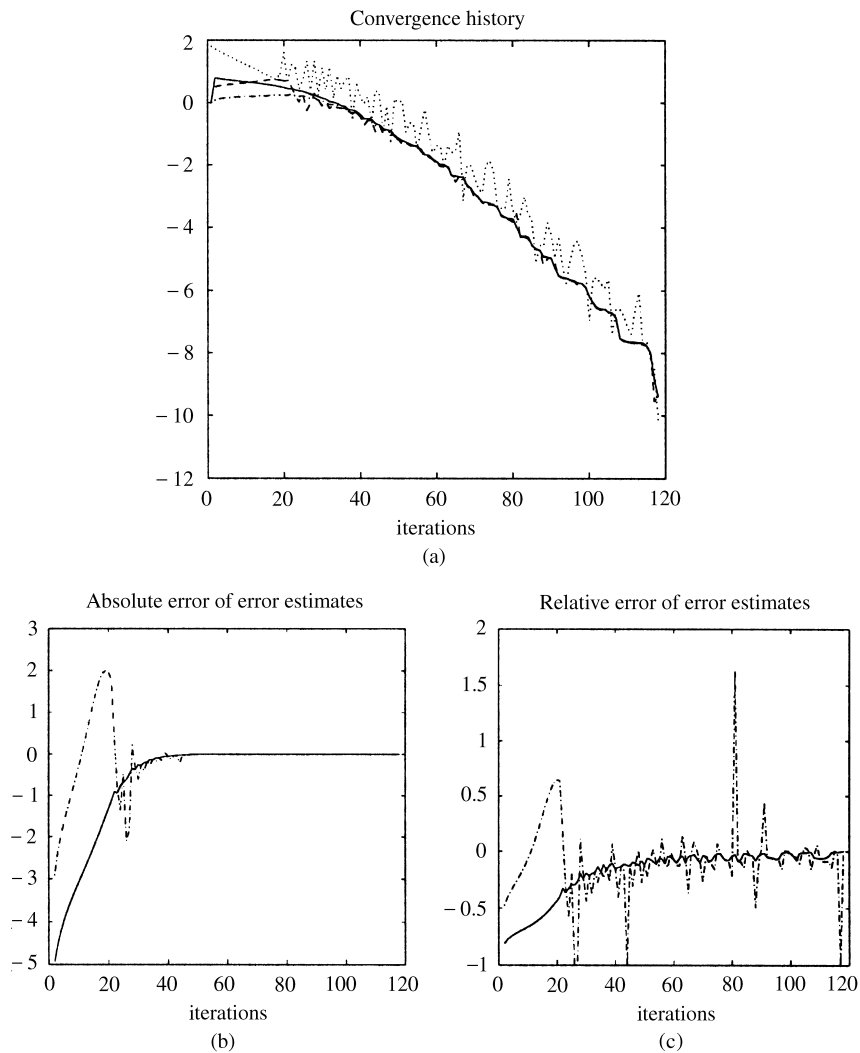 Convergence history
2
0
− 2
− 4
− 6
− 8
− 10
− 12
0 20 40 60 80 100 120
iterations
(a)
Absolute error of error estimates
3
2
1
0
− 1
− 2
− 3
− 4
− 5
0 20 40 60 80 100 120
iterations
(b)
Relative error of error estimates
2
1.5
1
0.5
0
− 0.5
−1
0 20 40 60 80 100 120
iterations
(c)